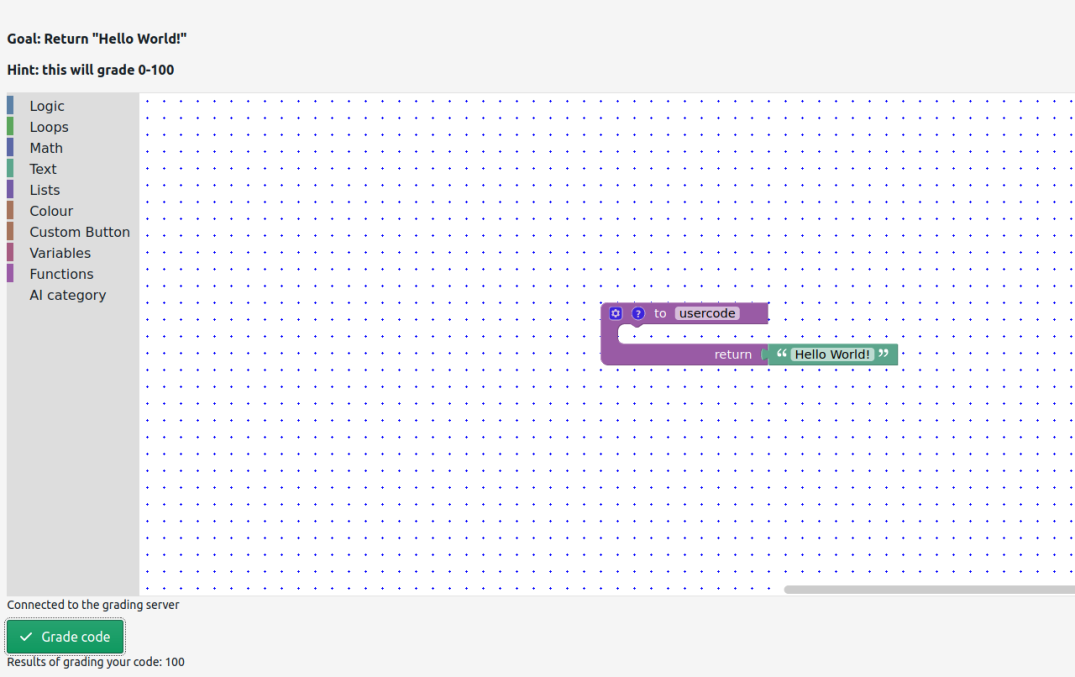 Goal: Return "Hello World!"
Hint: this will grade 0-100
Logic
Loops
Math
Text
Lists
Colour
Custom Button
Variables
Functions
AI category
? to usercode
return “ Hello World! ”
Connected to the grading server
Grade code
Results of grading your code: 100